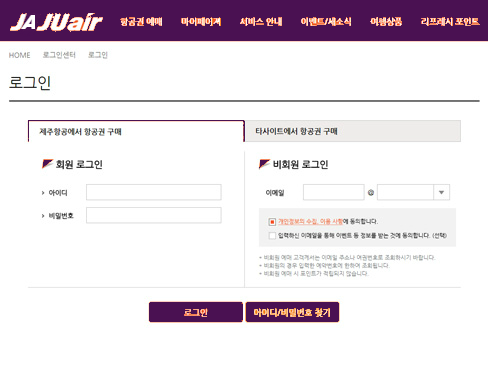 JAJUair 항공권 예매 마이페이지 서비스 안내 이벤트/새소식 여행상품 리프레시 포인트
HOME 로그인센터 로그인
로그인
제주항공에서 항공권 구매 타사이트에서 항공권 구매
회원 로그인 비회원 로그인
아이디 이메일 @
비밀번호
개인정보의 수집, 이용 사항에 동의합니다.
입력하신 이메일을 통해 이벤트 등 정보를 받는 것에 동의합니다. (선택)
+ 비회원 예매 고객께서는 이메일 주소나 여권번호로 조회하시기 바랍니다.
+ 비회원의 경우 입력한 예약번호에 한하여 조회됩니다.
+ 비회원 예매 시 포인트가 적립되지 않습니다.
로그인 아이디/비밀번호 찾기